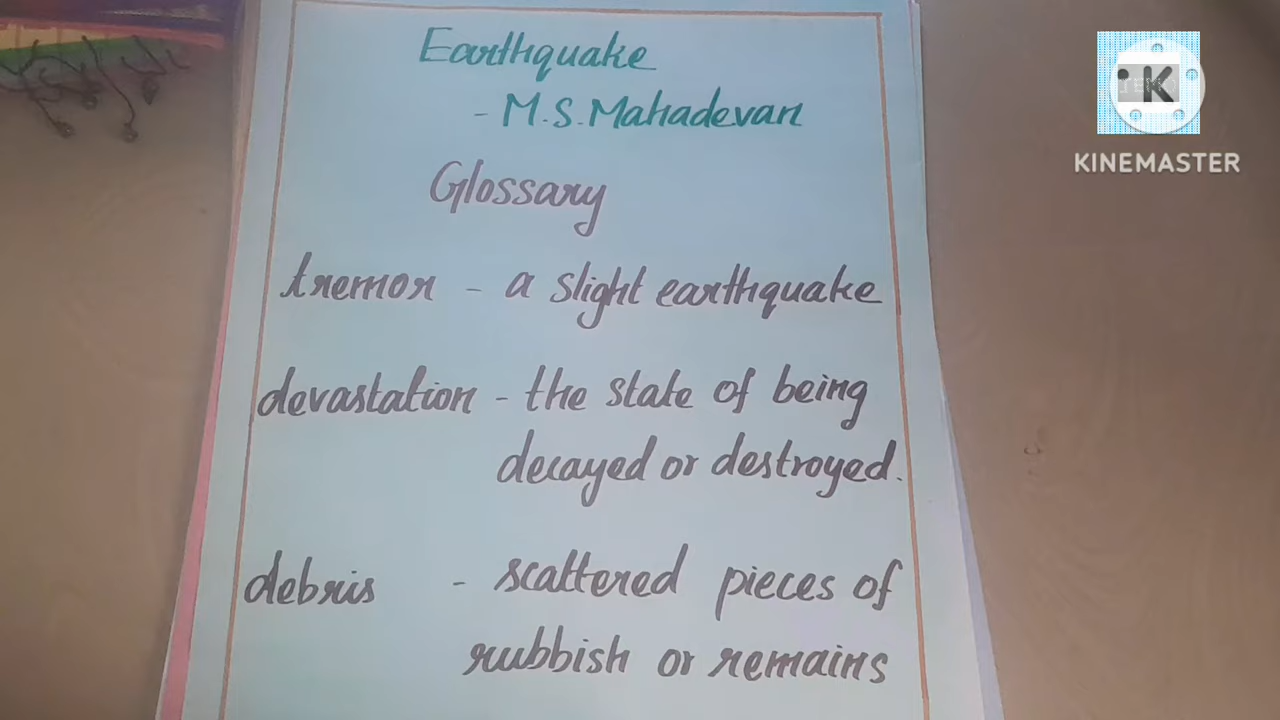 Earthquake
- M.S. Mahadevan
Glossary
tremor - a slight earthquake
devastation - the state of being
decayed or destroyed.
debris - scattered pieces of
rubbish or remains
KINEMASTER